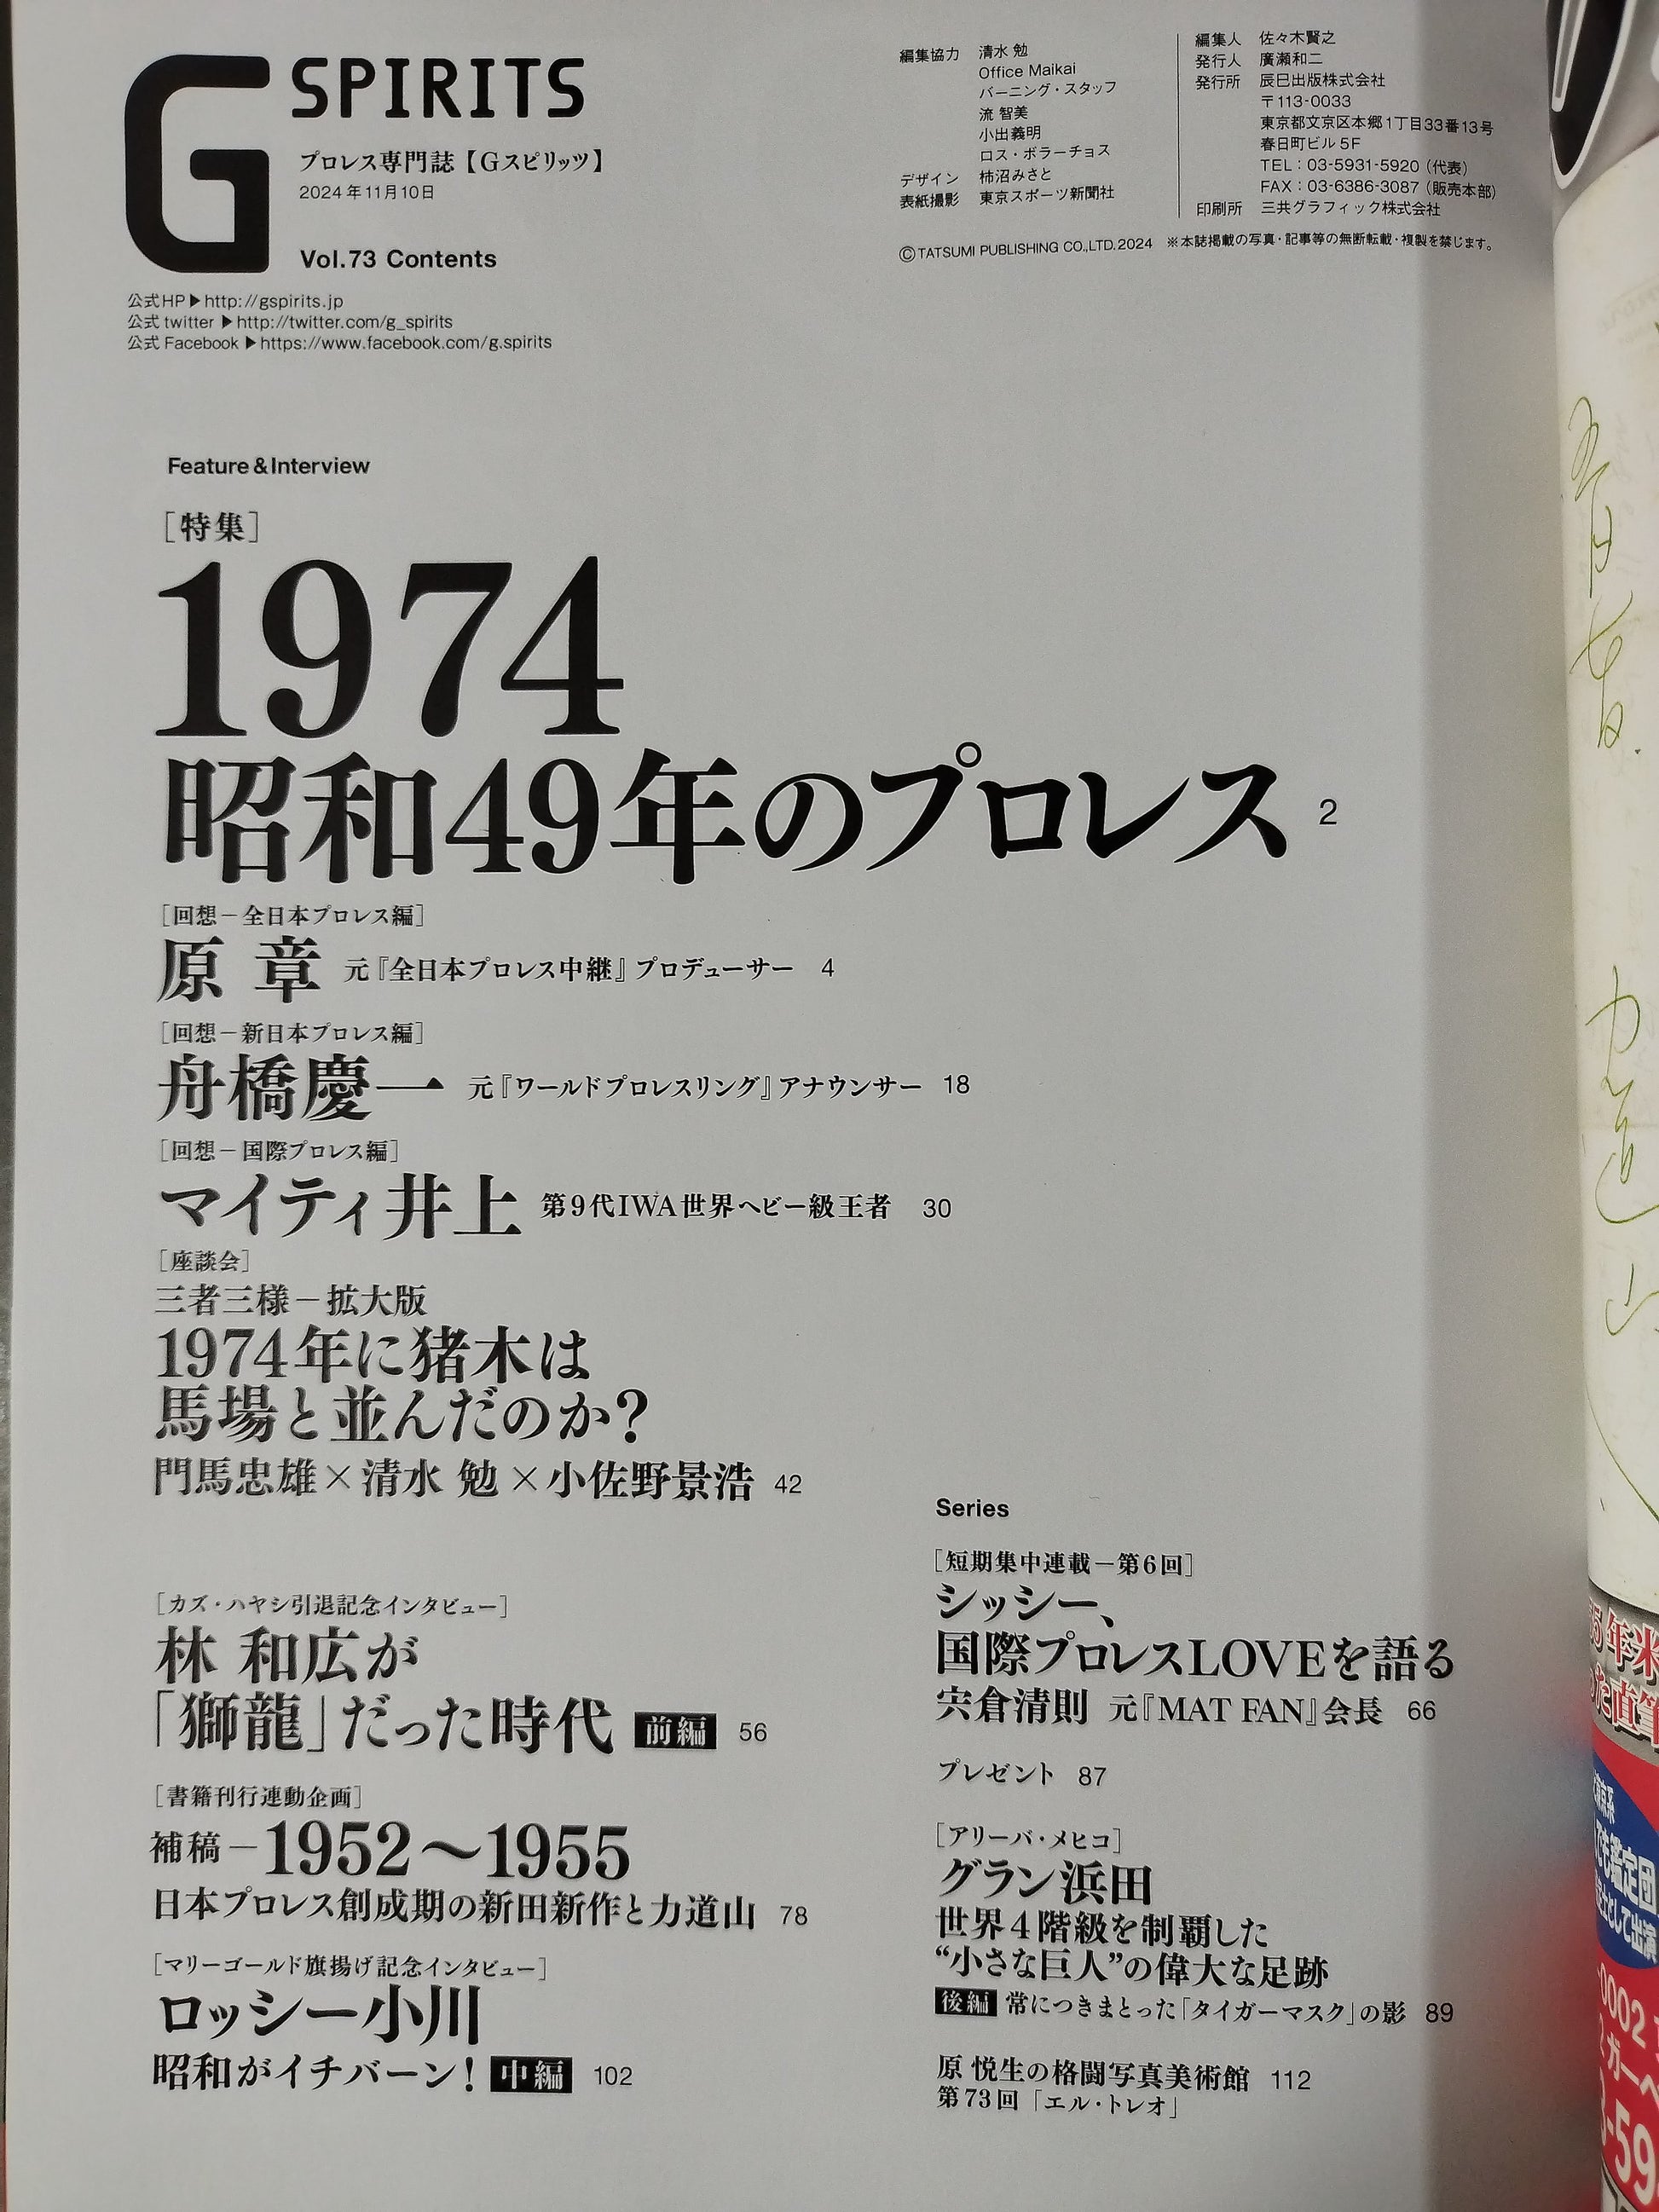 G SPIRITS
プロレス専門誌【Gスピリッツ】
2024年11月10日
Vol.73 Contents
公式HP▶http://gspirits.jp
公式 twitter ▶http://twitter.com/g_spirits
公式 Facebook ▶https://www.facebook.com/g.spirits
編集協力 清水 勉
Office Maikai
バーニング・スタッフ
流 智美
小出義明
ロス・ボラーチョス
デザイン 柿沼みさと
表紙撮影 東京スポーツ新聞社
編集人 佐々木賢之
発行人 廣瀬和二
発行所 辰巳出版株式会社
〒113-0033
東京都文京区本郷1丁目33番13号
春日町ビル5F
TEL：03-5931-5920（代表）
FAX：03-6386-3087（販売本部）
印刷所 三共グラフィック株式会社
©TATSUMI PUBLISHING CO.,LTD.2024 ※本誌掲載の写真・記事等の無断転載・複製を禁じます。
Feature & Interview
［特集］
1974
昭和49年のプロレス 2
［回想－全日本プロレス編］
原 章 元『全日本プロレス中継』プロデューサー 4
［回想－新日本プロレス編］
舟橋慶一 元『ワールドプロレスリング』アナウンサー 18
［回想－国際プロレス編］
マイティ井上 第9代IWA世界ヘビー級王者 30
［座談会］
三者三様－拡大版
1974年に猪木は
馬場と並んだのか？
門馬忠雄×清水 勉×小佐野景浩 42
［カズ・ハヤシ引退記念インタビュー］
林 和広が
「獅龍」だった時代 前編 56
［書籍刊行連動企画］
補稿－1952〜1955
日本プロレス創成期の新田新作と力道山 78
［マリーゴールド旗揚げ記念インタビュー］
ロッシー小川
昭和がイチバーン！ 中編 102
Series
［短期集中連載－第6回］
シッシー、
国際プロレスLOVEを語る
宍倉清則 元『MAT FAN』会長 66
プレゼント 87
［アリーバ・メヒコ］
グラン浜田
世界4階級を制覇した
“小さな巨人”の偉大な足跡
後編 常につきまとった「タイガーマスク」の影 89
原 悦生の格闘写真美術館 112
第73回「エル・トレオ」
力道山
5年米
た直筆
でも鑑定団
士として出演
0002
3-59